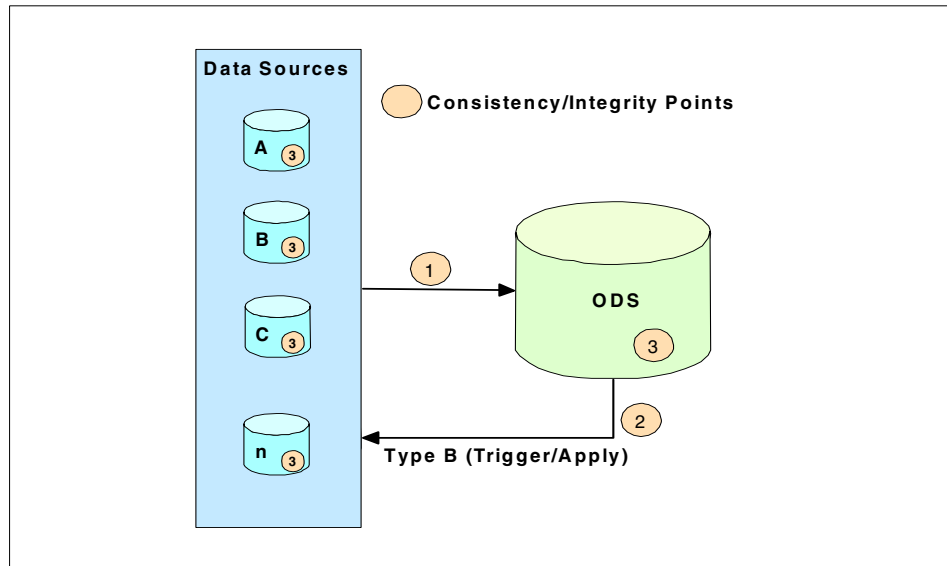 Data Sources
Consistency/Integrity Points
A
3
B
3
1
ODS
C
3
3
2
Type B (Trigger/Apply)
n
3